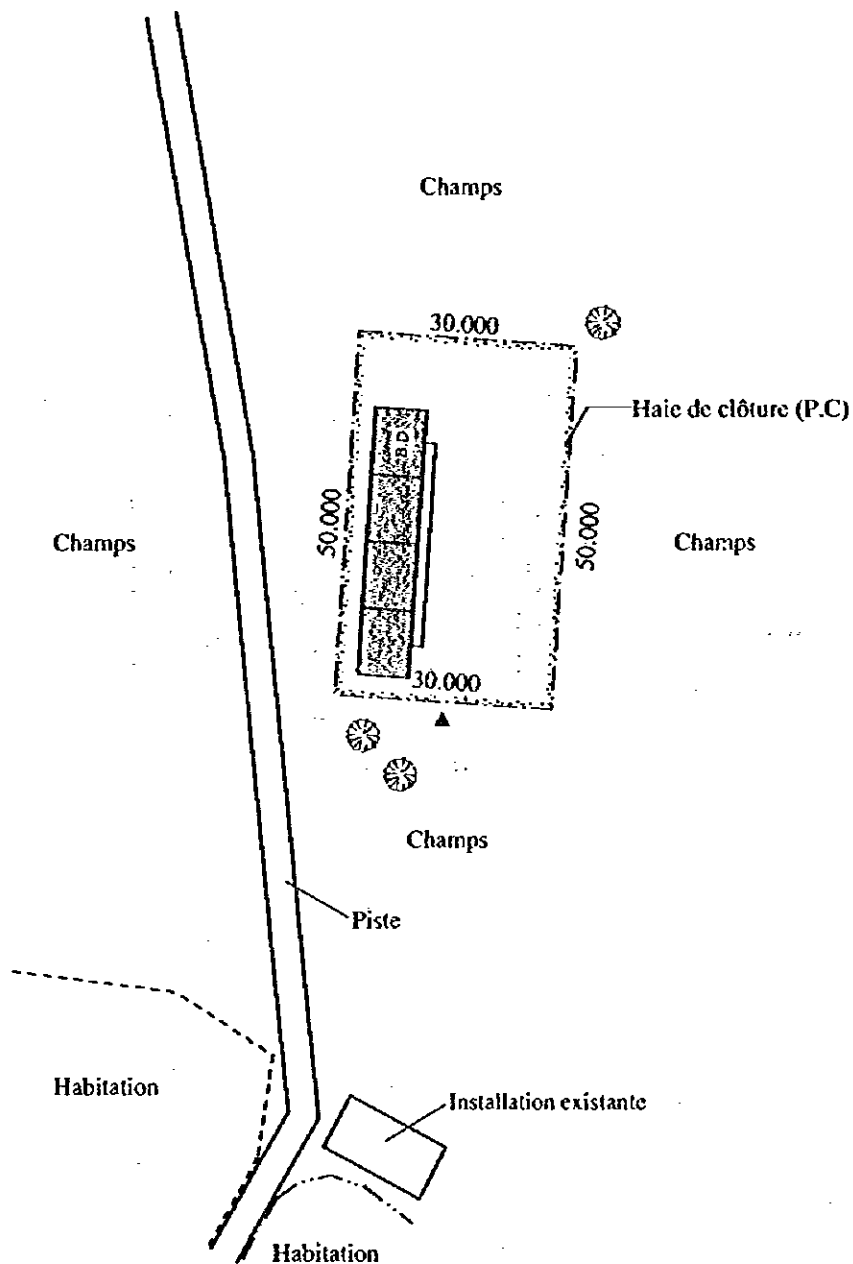 Champs
30.000
Haie de clôture (P.C)
B.D
50.000
50.000
Champs
Champs
30.000
Champs
Piste
Habitation
Installation existante
Habitation